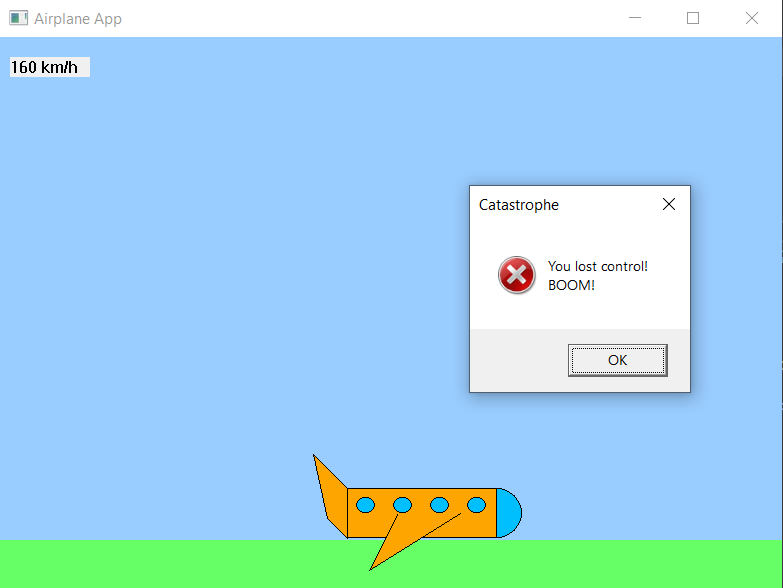 Airplane App
160 km/h
Catastrophe
You lost control!
BOOM!
OK